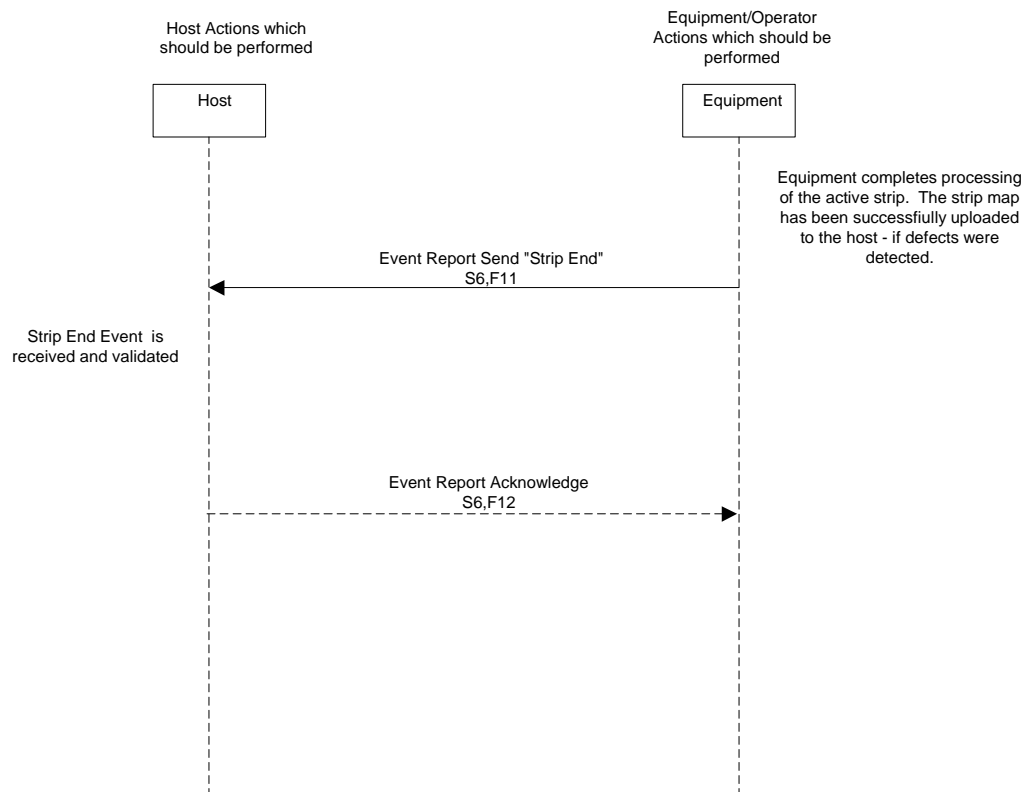 Host Actions which
should be performed
Equipment/Operator
Actions which should be
performed
Host
Equipment
Equipment completes processing
of the active strip. The strip map
has been successfiully uploaded
to the host - if defects were
detected.
Event Report Send "Strip End"
S6,F11
Strip End Event is
received and validated
Event Report Acknowledge
S6,F12